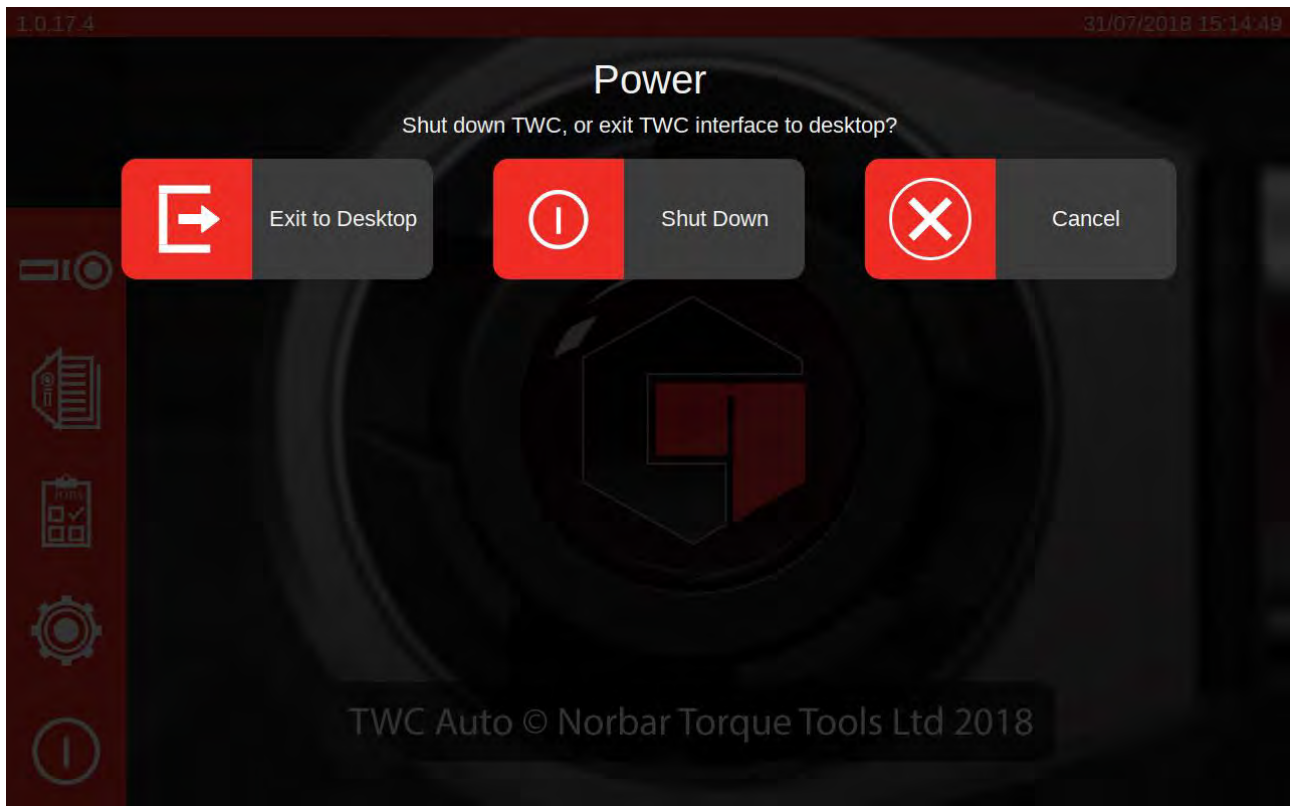 1.0.17.4
31/07/2018 15:14:49
Power
Shut down TWC, or exit TWC interface to desktop?
Exit to Desktop
Shut Down
Cancel
TWC Auto © Norbar Torque Tools Ltd 2018